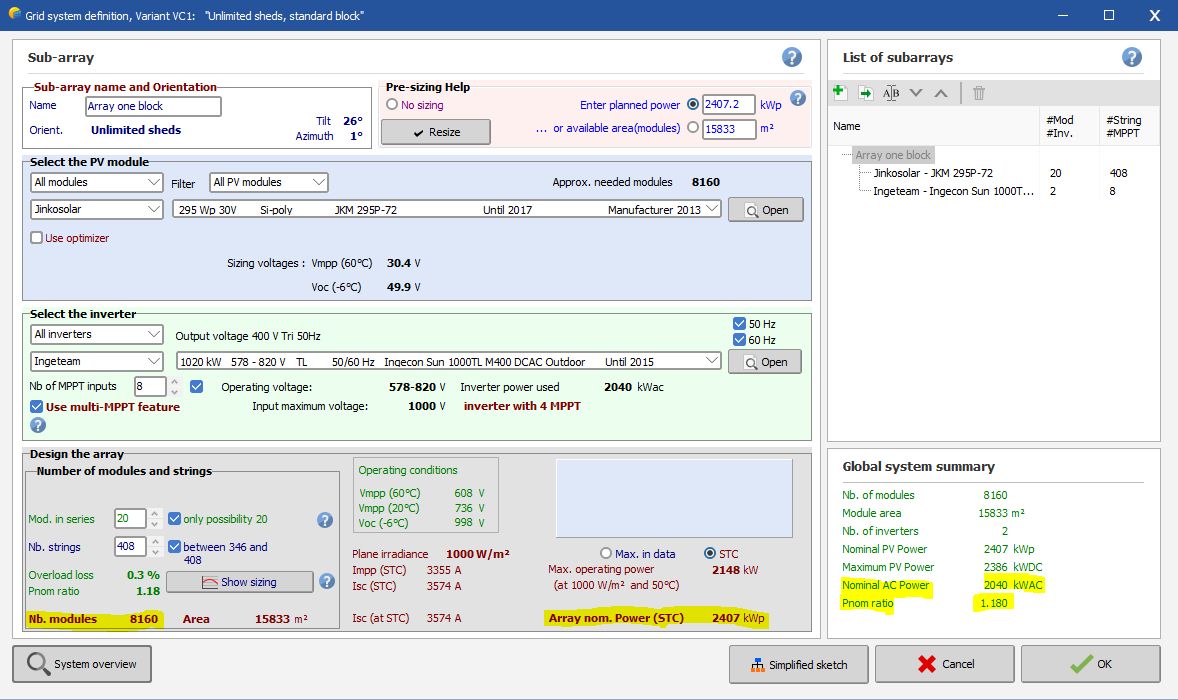 Grid system definition, Variant VC1:   "Unlimited sheds, standard block"
Sub-array
Sub-array name and Orientation
Name Array one block
Orient. Unlimited sheds
Tilt 26°
Azimuth 1°
Pre-sizing Help
No sizing
Enter planned power 2407.2 kWp
Resize
... or available area(modules) 15833 m²
Select the PV module
All modules Filter All PV modules Approx. needed modules 8160
Jinkosolar 295 Wp 30V Si-poly JKM 295P-72 Until 2017 Manufacturer 2013 Open
Use optimizer
Sizing voltages : Vmpp (60°C) 30.4 V
Voc (-6°C) 49.9 V
Select the inverter
All inverters Output voltage 400 V Tri 50Hz
50 Hz
60 Hz
Ingeteam 1020 kW 578 - 820 V TL 50/60 Hz Ingecon Sun 1000TL M400 DCAC Outdoor Until 2015 Open
Nb of MPPT inputs 8 Operating voltage: 578-820 V Inverter power used 2040 kWac
Use multi-MPPT feature Input maximum voltage: 1000 V inverter with 4 MPPT
Design the array
Number of modules and strings
Mod. in series 20 only possibility 20
Nb. strings 408 between 346 and
408
Overload loss 0.3 %
Pnom ratio 1.18
Show sizing
Nb. modules 8160 Area 15833 m²
Operating conditions
Vmpp (60°C) 608 V
Vmpp (20°C) 736 V
Voc (-6°C) 998 V
Plane irradiance 1000 W/m²
Impp (STC) 3355 A
Isc (STC) 3574 A
Isc (at STC) 3574 A
Max. in data STC
Max. operating power 2148 kW
(at 1000 W/m² and 50°C)
Array nom. Power (STC) 2407 kWp
List of subarrays
A B
Name #Mod #String
#Inv. #MPPT
Array one block
Jinkosolar - JKM 295P-72 20 408
Ingeteam - Ingecon Sun 1000T... 2 8
Global system summary
Nb. of modules 8160
Module area 15833 m²
Nb. of inverters 2
Nominal PV Power 2407 kWp
Maximum PV Power 2386 kWDC
Nominal AC Power 2040 kWAC
Pnom ratio 1.180
System overview Simplified sketch Cancel OK